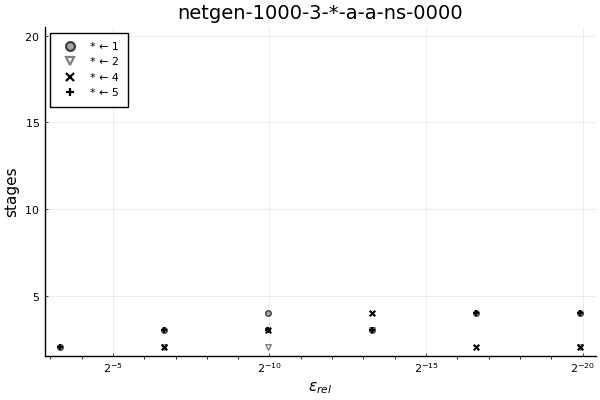 netgen-1000-3-*-a-a-ns-0000
* ← 1
* ← 2
* ← 4
* ← 5
20
15
10
5
stages
2⁻⁵
2⁻¹⁰
2⁻¹⁵
2⁻²⁰
ε_rel